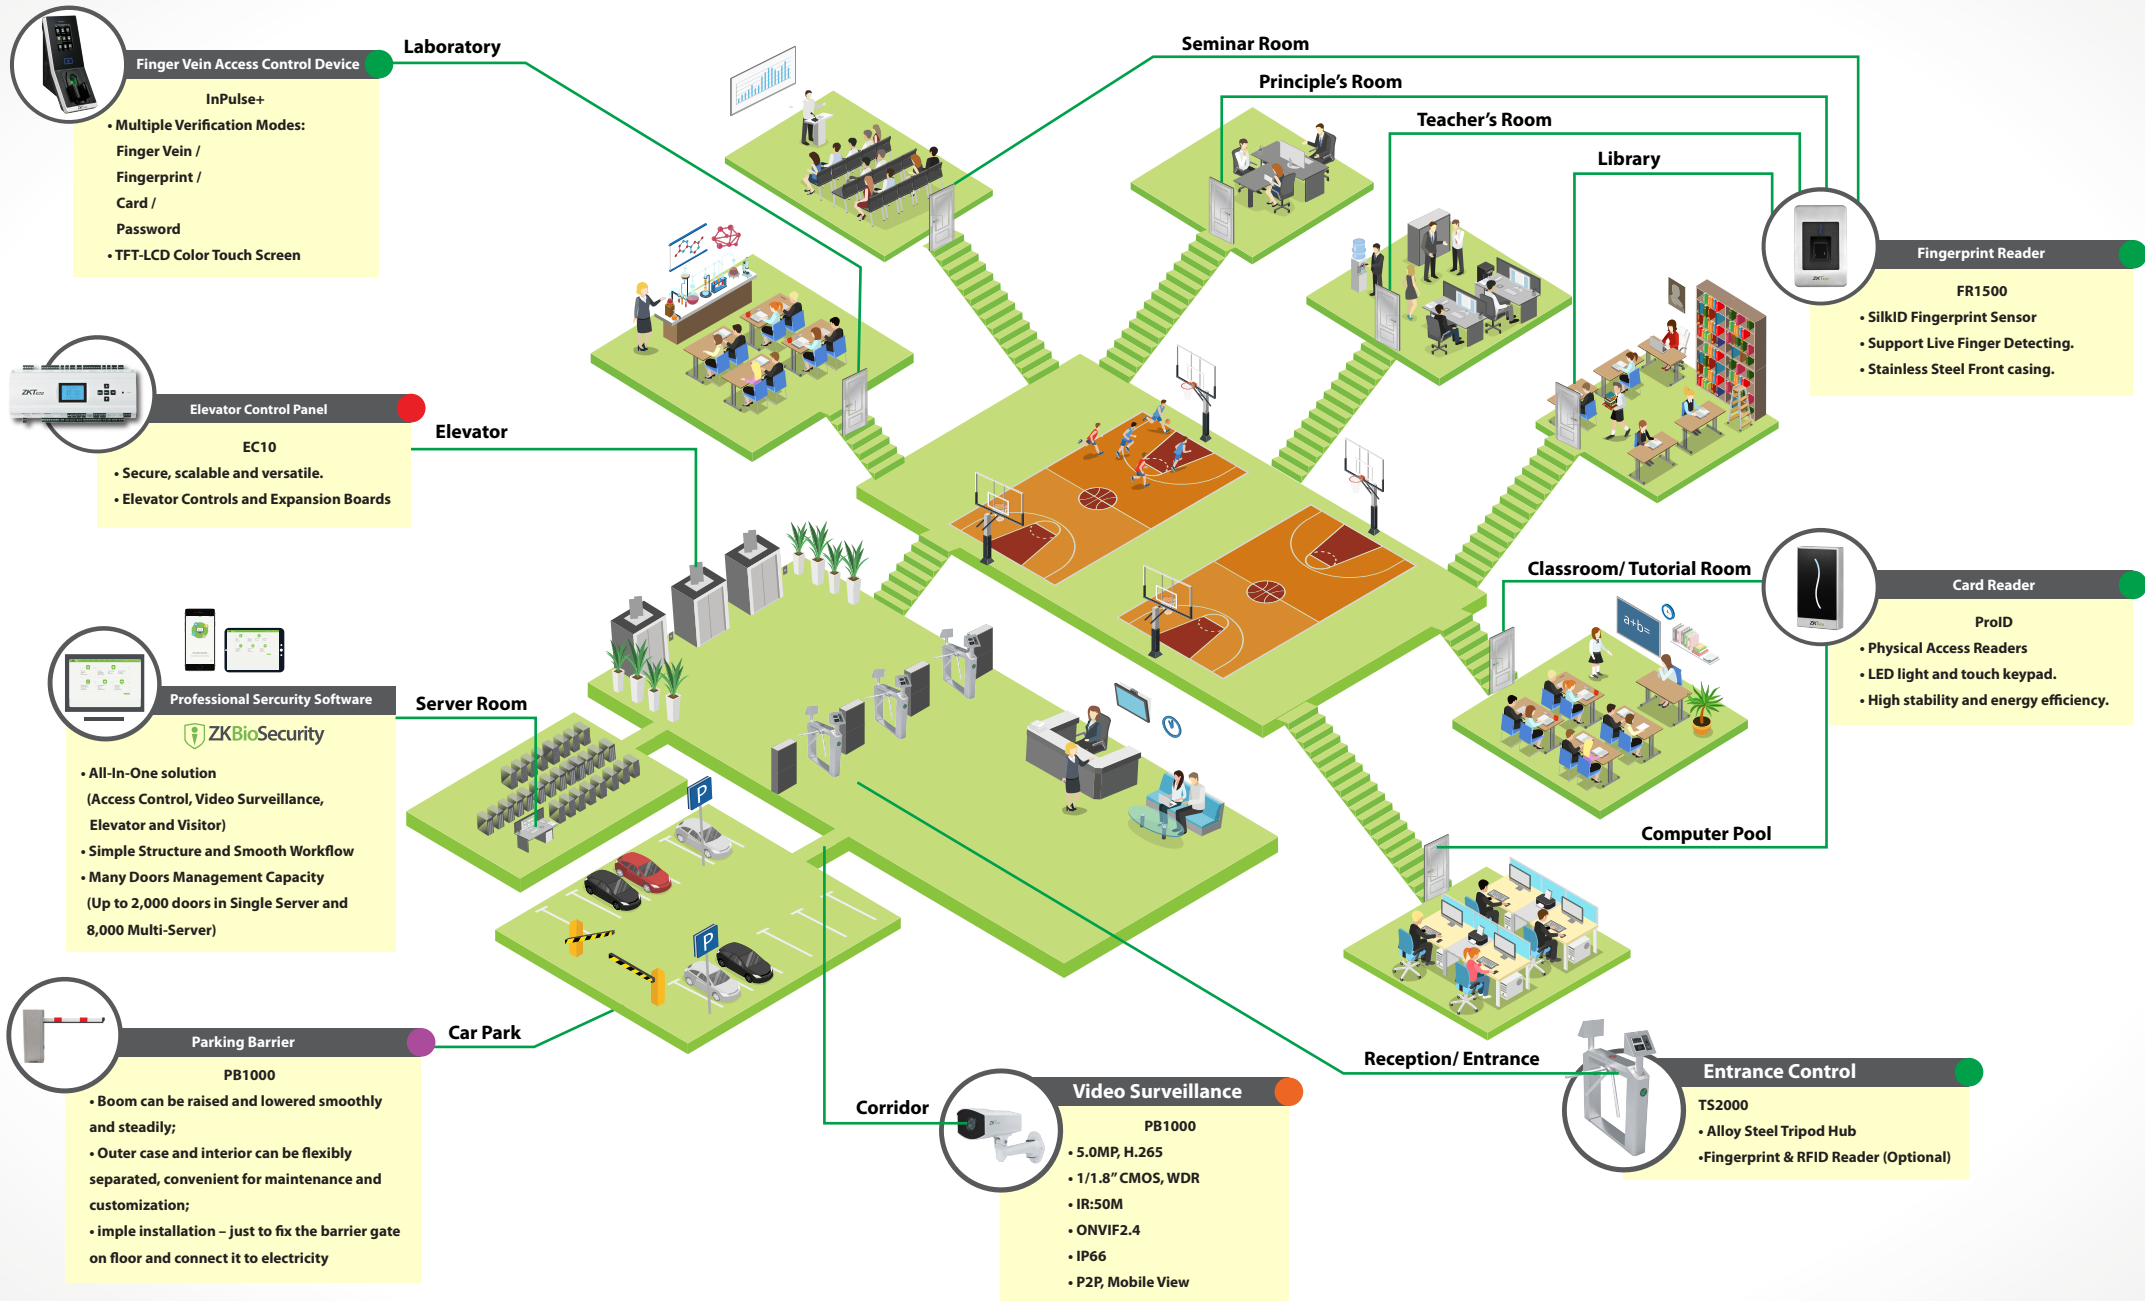 Laboratory
Finger Vein Access Control Device
InPulse+
• Multiple Verification Modes:
Finger Vein /
Fingerprint /
Card /
Password
• TFT-LCD Color Touch Screen
Seminar Room
Principle’s Room
Teacher’s Room
Library
Fingerprint Reader
FR1500
• SilkID Fingerprint Sensor
• Support Live Finger Detecting.
• Stainless Steel Front casing.
ZKTeco
Elevator Control Panel
EC10
• Secure, scalable and versatile.
• Elevator Controls and Expansion Boards
Elevator
Classroom/ Tutorial Room
Card Reader
ProID
• Physical Access Readers
• LED light and touch keypad.
• High stability and energy efficiency.
a+b=
Computer Pool
Professional Sercurity Software
ZKBioSecurity
• All-In-One solution
(Access Control, Video Surveillance,
Elevator and Visitor)
• Simple Structure and Smooth Workflow
• Many Doors Management Capacity
(Up to 2,000 doors in Single Server and
8,000 Multi-Server)
Server Room
P
P
Parking Barrier
PB1000
• Boom can be raised and lowered smoothly
and steadily;
• Outer case and interior can be flexibly
separated, convenient for maintenance and
customization;
• imple installation – just to fix the barrier gate
on floor and connect it to electricity
Car Park
Corridor
Video Surveillance
PB1000
• 5.0MP, H.265
• 1/1.8” CMOS, WDR
• IR:50M
• ONVIF2.4
• IP66
• P2P, Mobile View
Reception/ Entrance
Entrance Control
TS2000
• Alloy Steel Tripod Hub
•Fingerprint & RFID Reader (Optional)